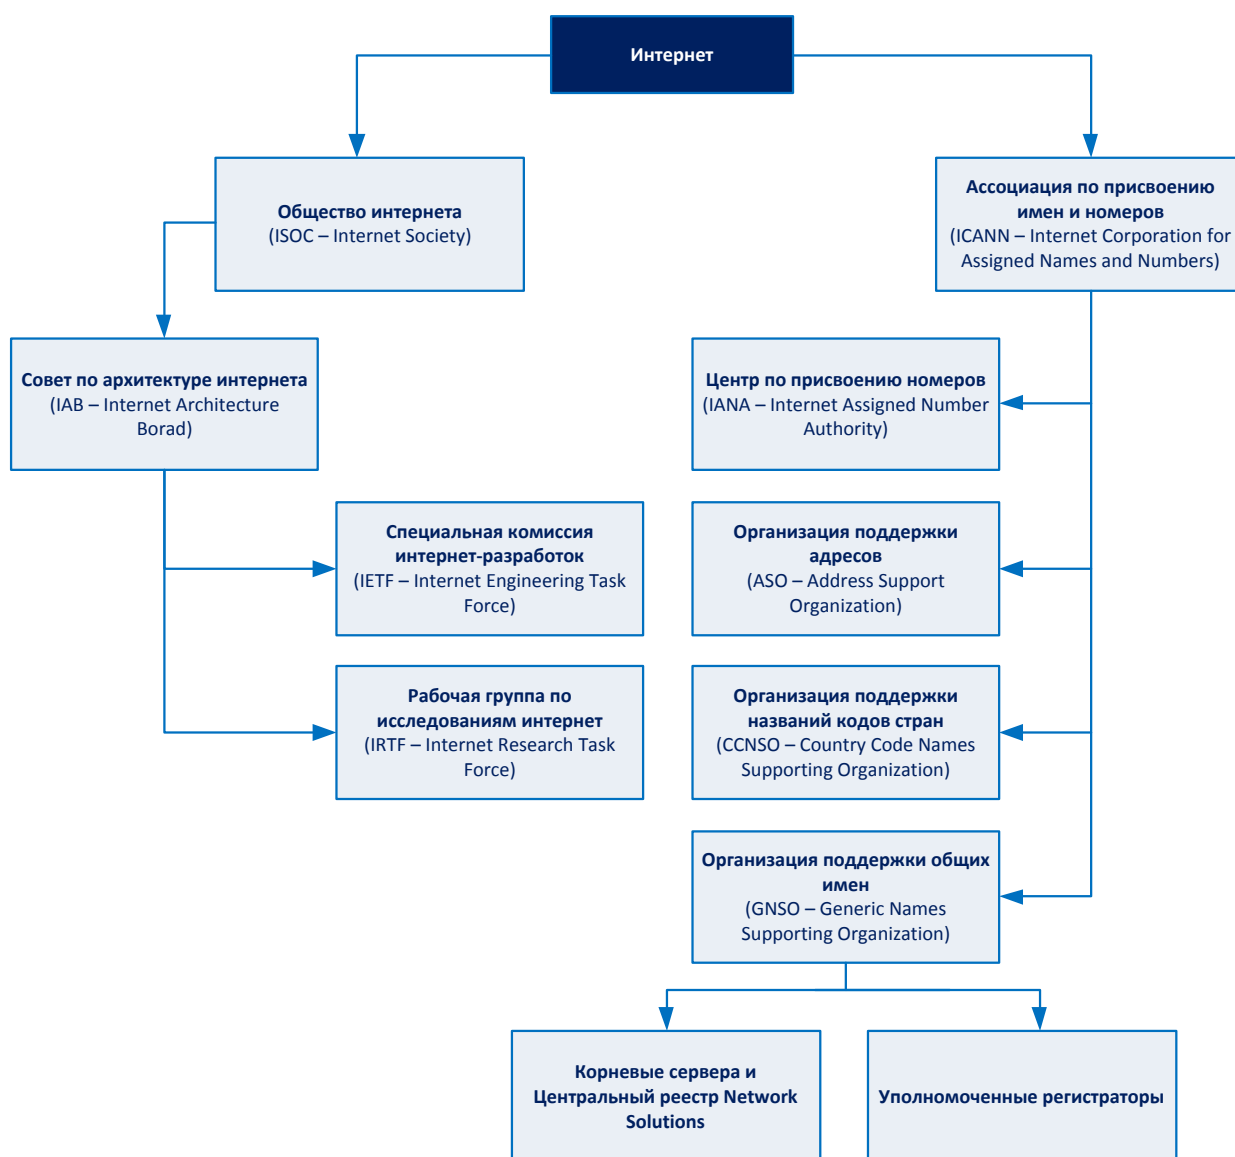 Интернет
Общество интернета
(ISOC – Internet Society)
Ассоциация по присвоению
имен и номеров
(ICANN – Internet Corporation for
Assigned Names and Numbers)
Совет по архитектуре интернета
(IAB – Internet Architecture
Borad)
Центр по присвоению номеров
(IANA – Internet Assigned Number
Authority)
Специальная комиссия
интернет-разработок
(IETF – Internet Engineering Task
Force)
Организация поддержки
адресов
(ASO – Address Support
Organization)
Рабочая группа по
исследованиям интернет
(IRTF – Internet Research Task
Force)
Организация поддержки
названий кодов стран
(CCNSO – Country Code Names
Supporting Organization)
Организация поддержки общих
имен
(GNSO – Generic Names
Supporting Organization)
Корневые сервера и
Центральный реестр Network
Solutions
Уполномоченные регистраторы